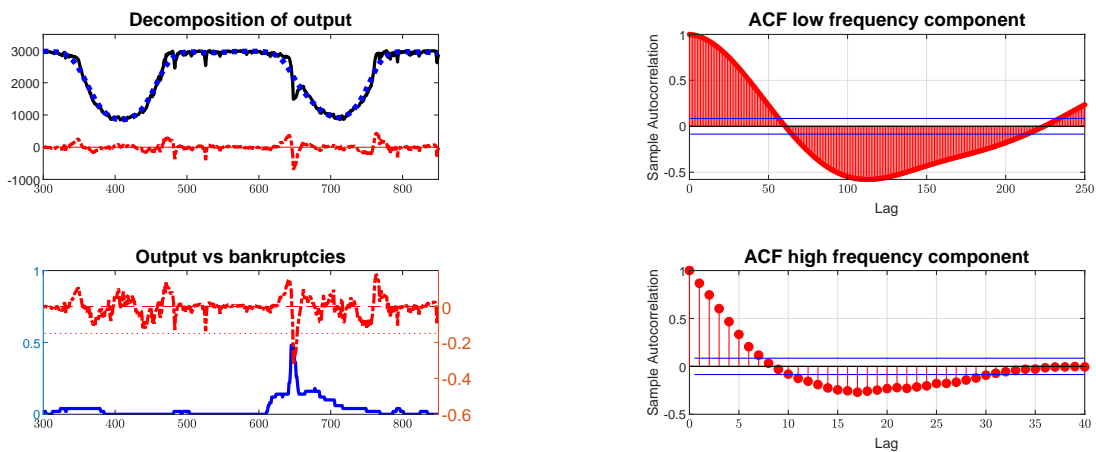 Decomposition of output
3000
2000
1000
0
-1000
300 400 500 600 700 800
ACF low frequency component
Sample Autocorrelation
1
0.5
0
-0.5
0 50 100 150 200 250
Lag
Output vs bankruptcies
1
0.5
0
0
-0.2
-0.4
-0.6
300 400 500 600 700 800
ACF high frequency component
Sample Autocorrelation
1
0.5
0
-0.5
0 5 10 15 20 25 30 35 40
Lag